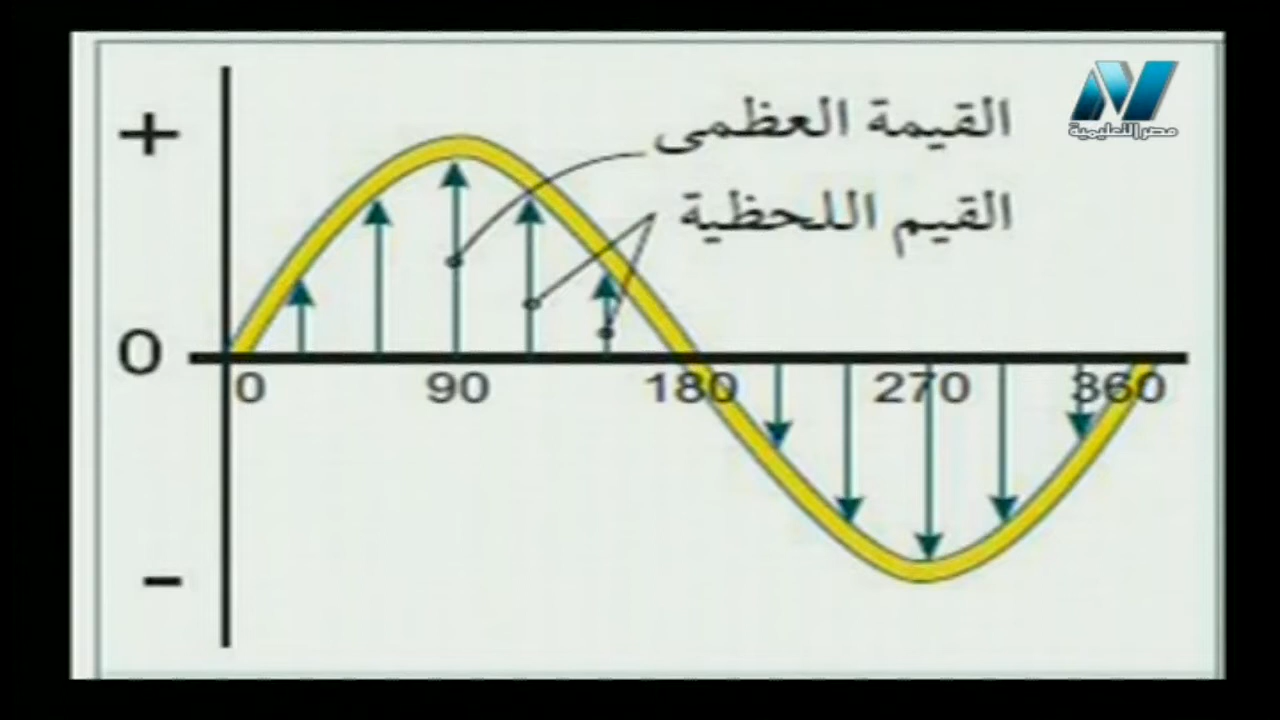 +
القيمة العظمى
مصر التعليمية
القيم اللحظية
0
0 90 180 270 360
-